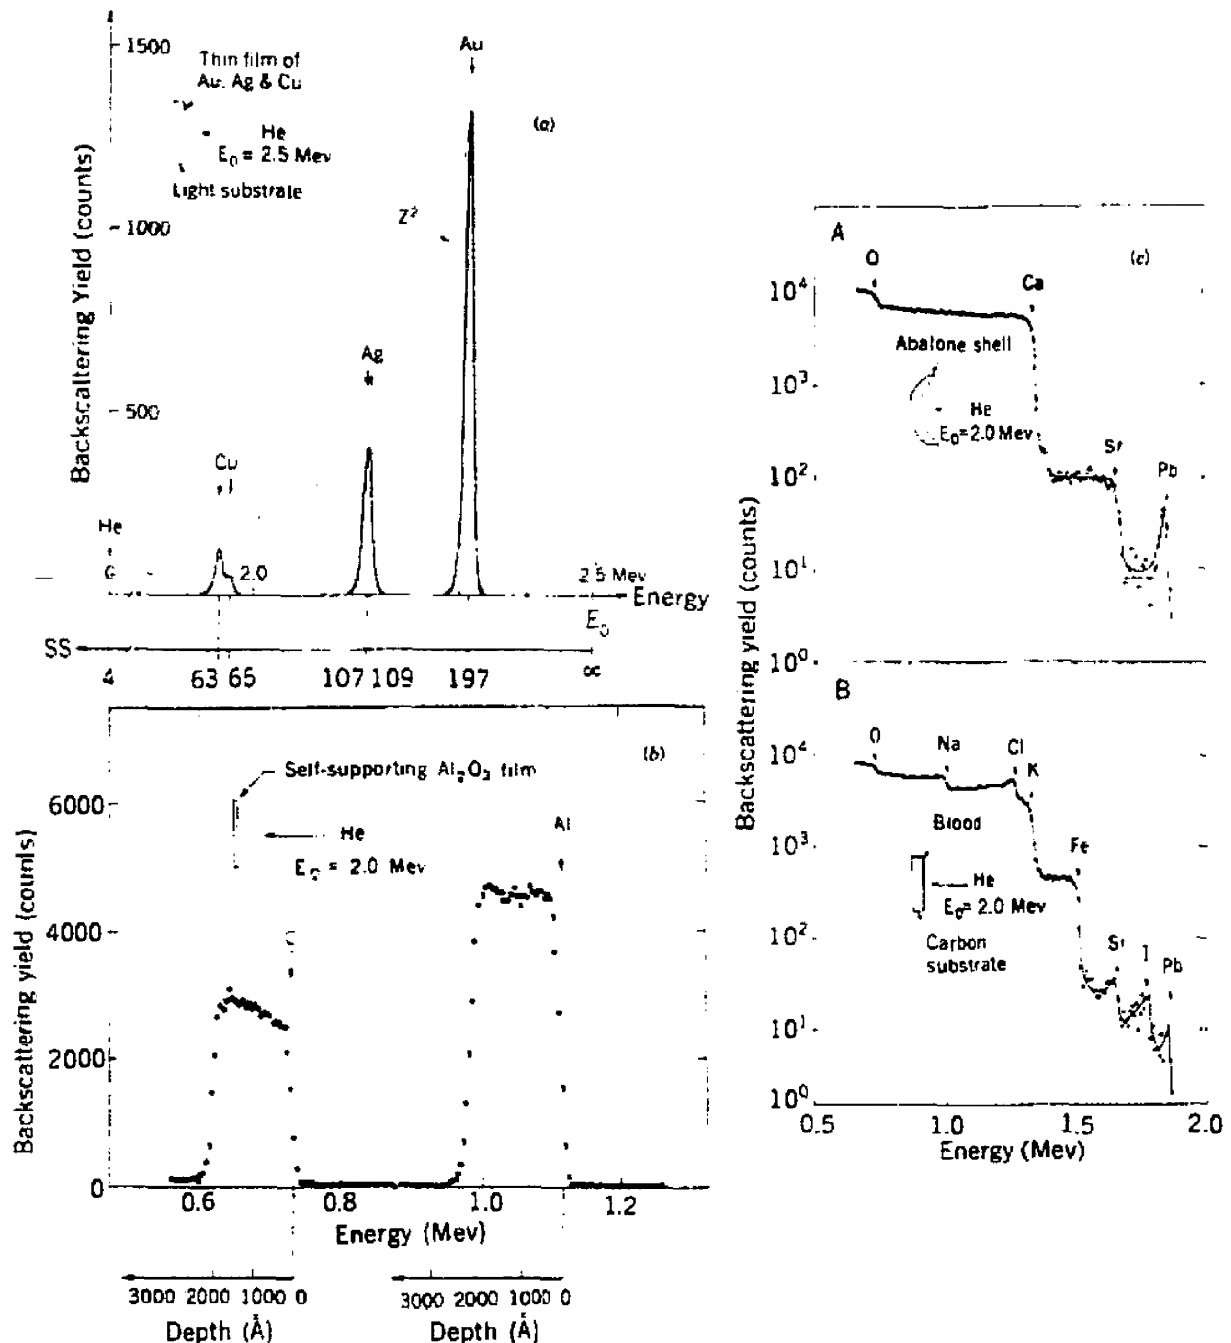 1500
Au
Thin film of
Au, Ag & Cu
(a)
He
E₀ = 2.5 Mev
Light substrate
Z²
1000
Backscattering Yield (counts)
Ag
500
Cu
He
2.0
2.5 Mev
Energy
E₀
4
63 65
107 109
197
∞
(b)
Self-supporting Al₂O₃ film
6000
He
E₀ = 2.0 Mev
Al
4000
2000
0
Backscattering yield (counts)
0.6
0.8
1.0
1.2
Energy (Mev)
3000 2000 1000 0
Depth (Å)
3000 2000 1000 0
Depth (Å)
A
(c)
O
Ca
10⁴
Abalone shell
10³
He
E₀=2.0 Mev
Sr
Pb
10²
10¹
10⁰
Backscattering yield (counts)
B
O
Na
Cl
K
10⁴
Blood
10³
Fe
He
E₀= 2.0 Mev
10²
Carbon
substrate
Sr
I
Pb
10¹
10⁰
0.5
1.0
1.5
2.0
Energy (Mev)